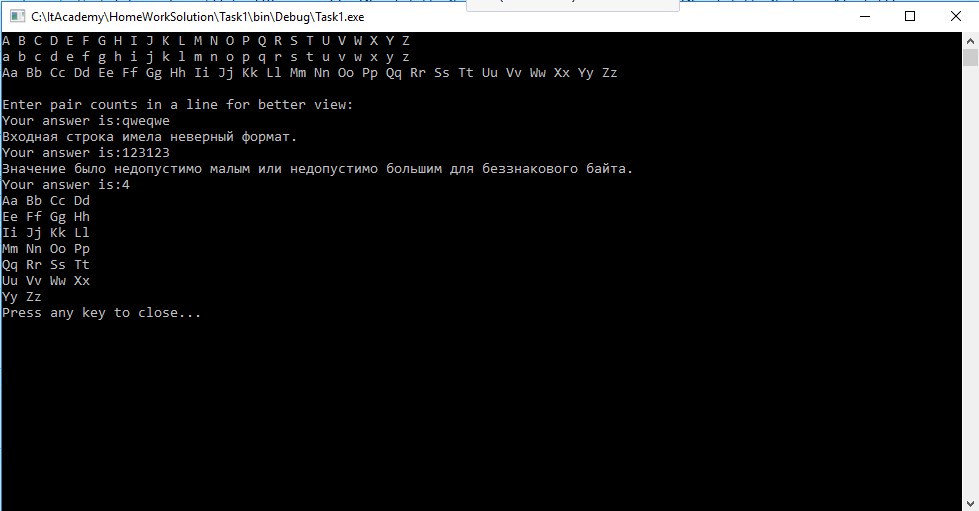 C:\ItAcademy\HomeWorkSolution\Task1\bin\Debug\Task1.exe
A B C D E F G H I J K L M N O P Q R S T U V W X Y Z
a b c d e f g h i j k l m n o p q r s t u v w x y z
Aa Bb Cc Dd Ee Ff Gg Hh Ii Jj Kk Ll Mm Nn Oo Pp Qq Rr Ss Tt Uu Vv Ww Xx Yy Zz
Enter pair counts in a line for better view:
Your answer is:qweqwe
Входная строка имела неверный формат.
Your answer is:123123
Значение было недопустимо малым или недопустимо большим для беззнакового байта.
Your answer is:4
Aa Bb Cc Dd
Ee Ff Gg Hh
Ii Jj Kk Ll
Mm Nn Oo Pp
Qq Rr Ss Tt
Uu Vv Ww Xx
Yy Zz
Press any key to close...